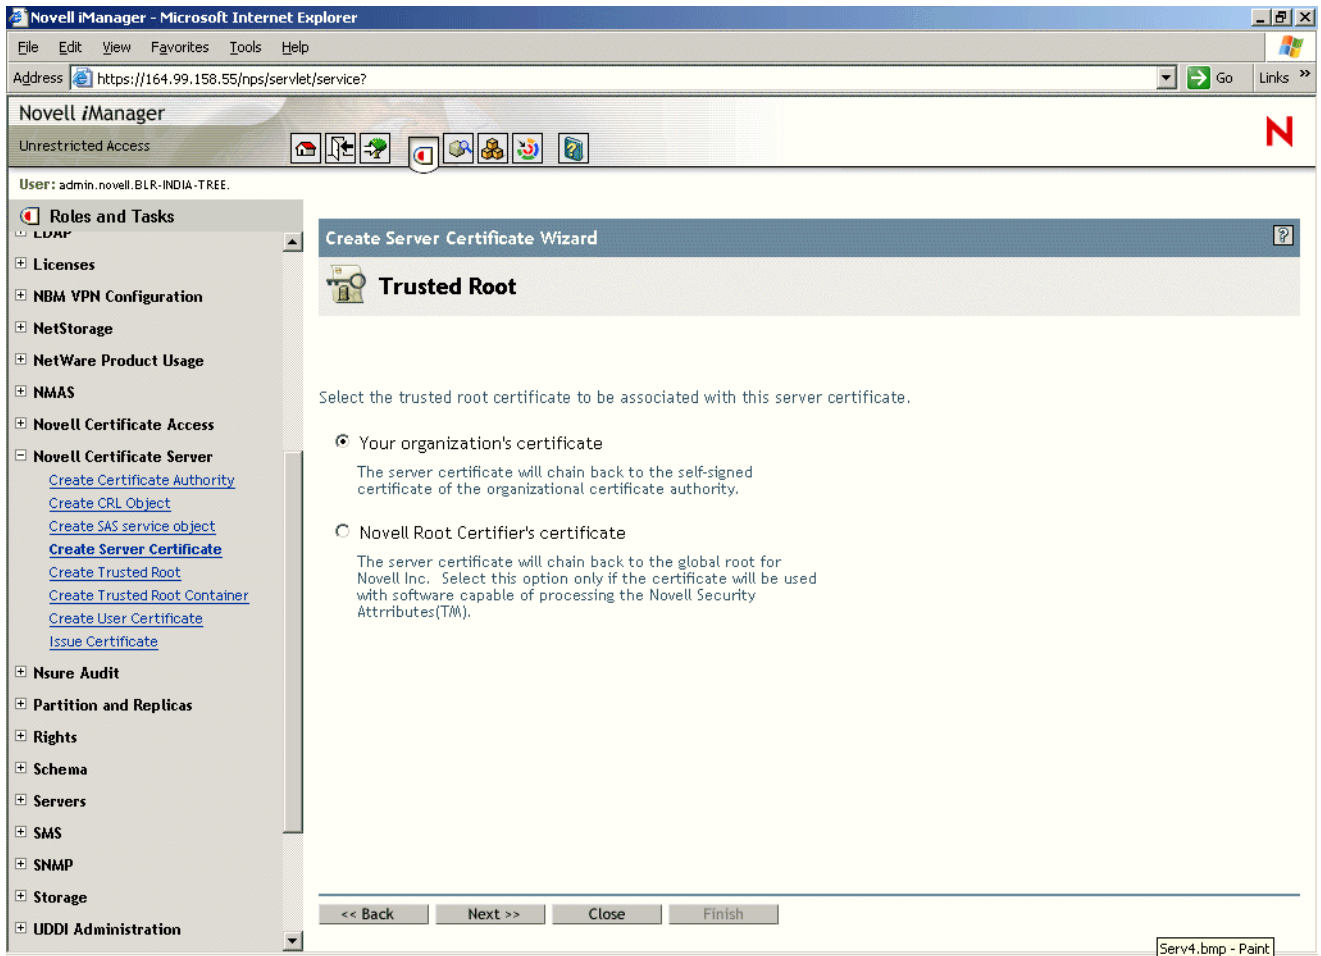 Novell iManager - Microsoft Internet Explorer
File Edit View Favorites Tools Help
Address https://164.99.158.55/nps/servlet/service? Go Links »
Novell iManager
Unrestricted Access
N
User: admin.novell.BLR-INDIA-TREE.
Roles and Tasks
LDAP
Licenses
NBM VPN Configuration
NetStorage
NetWare Product Usage
NMAS
Novell Certificate Access
Novell Certificate Server
Create Certificate Authority
Create CRL Object
Create SAS service object
Create Server Certificate
Create Trusted Root
Create Trusted Root Container
Create User Certificate
Issue Certificate
Nsure Audit
Partition and Replicas
Rights
Schema
Servers
SMS
SNMP
Storage
UDDI Administration
Create Server Certificate Wizard ?
Trusted Root
Select the trusted root certificate to be associated with this server certificate.
Your organization's certificate
The server certificate will chain back to the self-signed
certificate of the organizational certificate authority.
Novell Root Certifier's certificate
The server certificate will chain back to the global root for
Novell Inc. Select this option only if the certificate will be used
with software capable of processing the Novell Security
Attrributes(TM).
<< Back Next >> Close Finish
Serv4.bmp - Paint